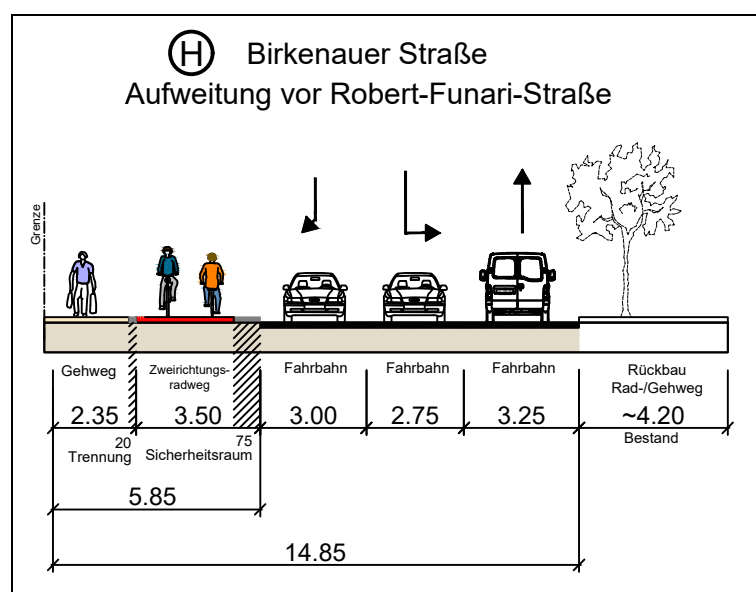 H Birkenauer Straße
Aufweitung vor Robert-Funari-Straße
Grenze
Gehweg
Zweirichtungs-
radweg
Fahrbahn
Fahrbahn
Fahrbahn
Rückbau
Rad-/Gehweg
2.35
3.50
3.00
2.75
3.25
~4.20
20
Trennung
75
Sicherheitsraum
Bestand
5.85
14.85